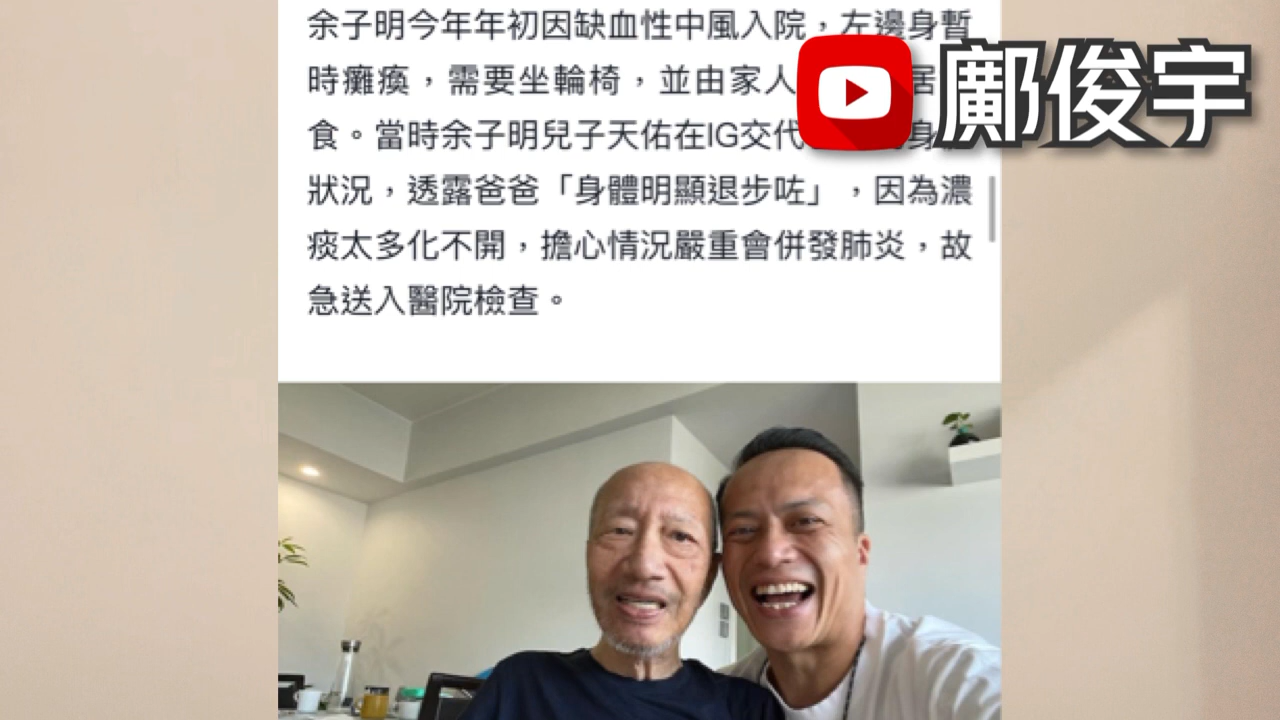 余子明今年年初因缺血性中風入院，左邊身暫
時癱瘓，需要坐輪椅，並由家人 居
食。當時余子明兒子天佑在IG交代 身
狀況，透露爸爸「身體明顯退步咗」，因為濃
痰太多化不開，擔心情況嚴重會併發肺炎，故
急送入醫院檢查。
鄺俊宇